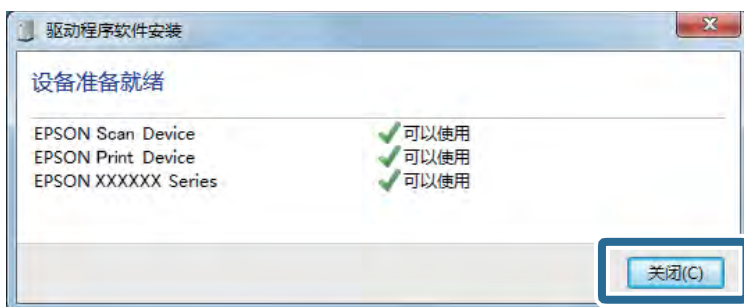 驱动程序软件安装
设备准备就绪
EPSON Scan Device 可以使用
EPSON Print Device 可以使用
EPSON XXXXXX Series 可以使用
关闭(C)